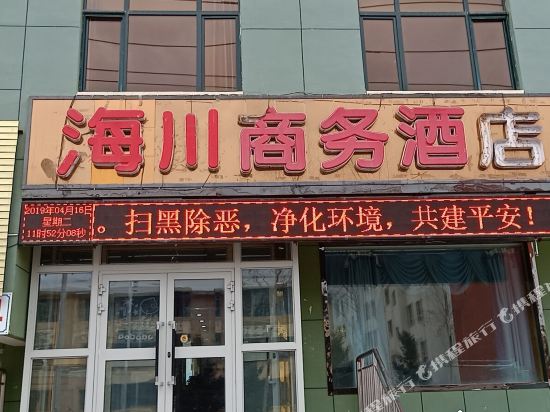 海川商务酒店
2019年04月16日
星期二
11时52分08秒
。扫黑除恶，净化环境，共建平安！
携程旅行